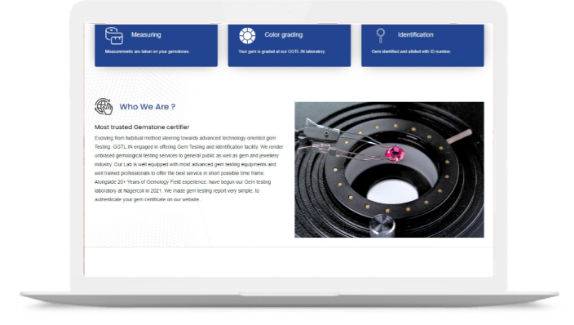 Measuring
Color grading
Identification
Measurements are taken on your gemstones.
Your gem is graded at our GGTL.IN laboratory.
Gem identified and allotted with ID number.
Who We Are ?
Most trusted Gemstone certifier
Evolving from habitual method steering towards advanced technology oriented gem
Testing, GGTL.IN engaged in offering Gem Testing and identification facility. We render
unbiased gemological testing services to general public as well as gem and jewellery
industry. Our Lab is well equipped with most advanced gem testing equipments and
well trained professionals to offer the best service in short possible time frame.
Alongside 20+ Years of Gemology Field experience, have begun our Gem testing
laboratory at Nagercoil in 2021. We made gem testing report very simple, to
authenticate your gem certificate on our website.